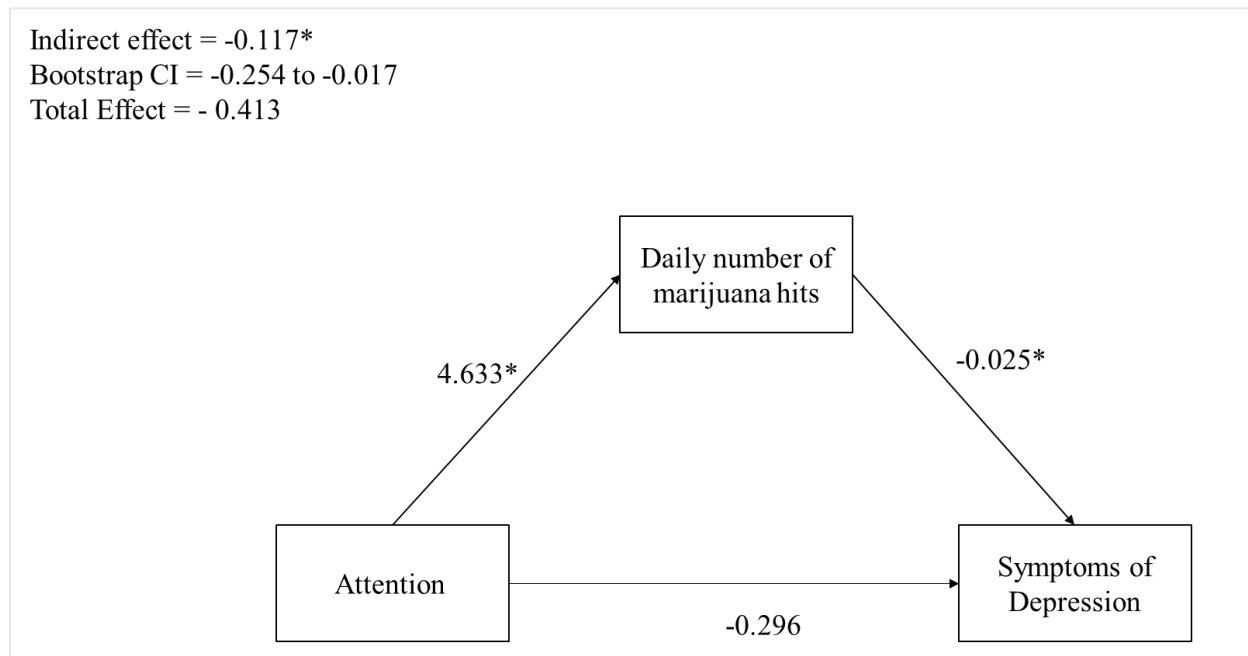 Indirect effect = -0.117*
Bootstrap CI = -0.254 to -0.017
Total Effect = - 0.413
Daily number of
marijuana hits
4.633*
-0.025*
Attention
Symptoms of
Depression
-0.296